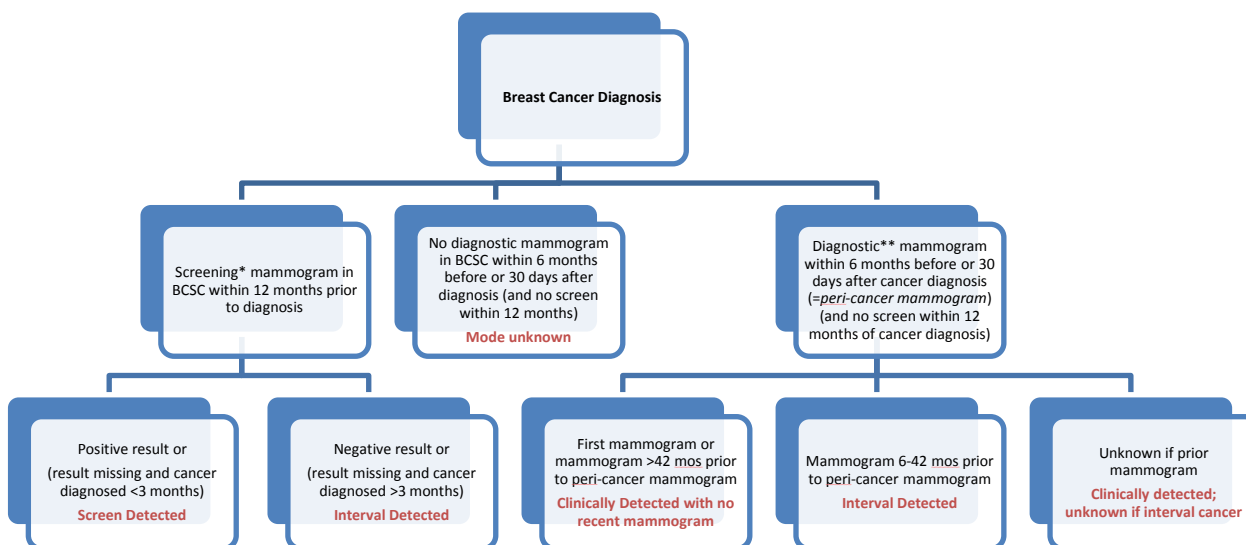 Breast Cancer Diagnosis
Screening* mammogram in
BCSC within 12 months prior
to diagnosis
No diagnostic mammogram
in BCSC within 6 months
before or 30 days after
diagnosis (and no screen
within 12 months)
Mode unknown
Diagnostic** mammogram
within 6 months before or 30
days after cancer diagnosis
(=peri-cancer mammogram)
(and no screen within 12
months of cancer diagnosis)
Positive result or
(result missing and cancer
diagnosed <3 months)
Screen Detected
Negative result or
(result missing and cancer
diagnosed >3 months)
Interval Detected
First mammogram or
mammogram >42 mos prior
to peri-cancer mammogram
Clinically Detected with no
recent mammogram
Mammogram 6-42 mos prior
to peri-cancer mammogram
Interval Detected
Unknown if prior
mammogram
Clinically detected;
unknown if interval cancer